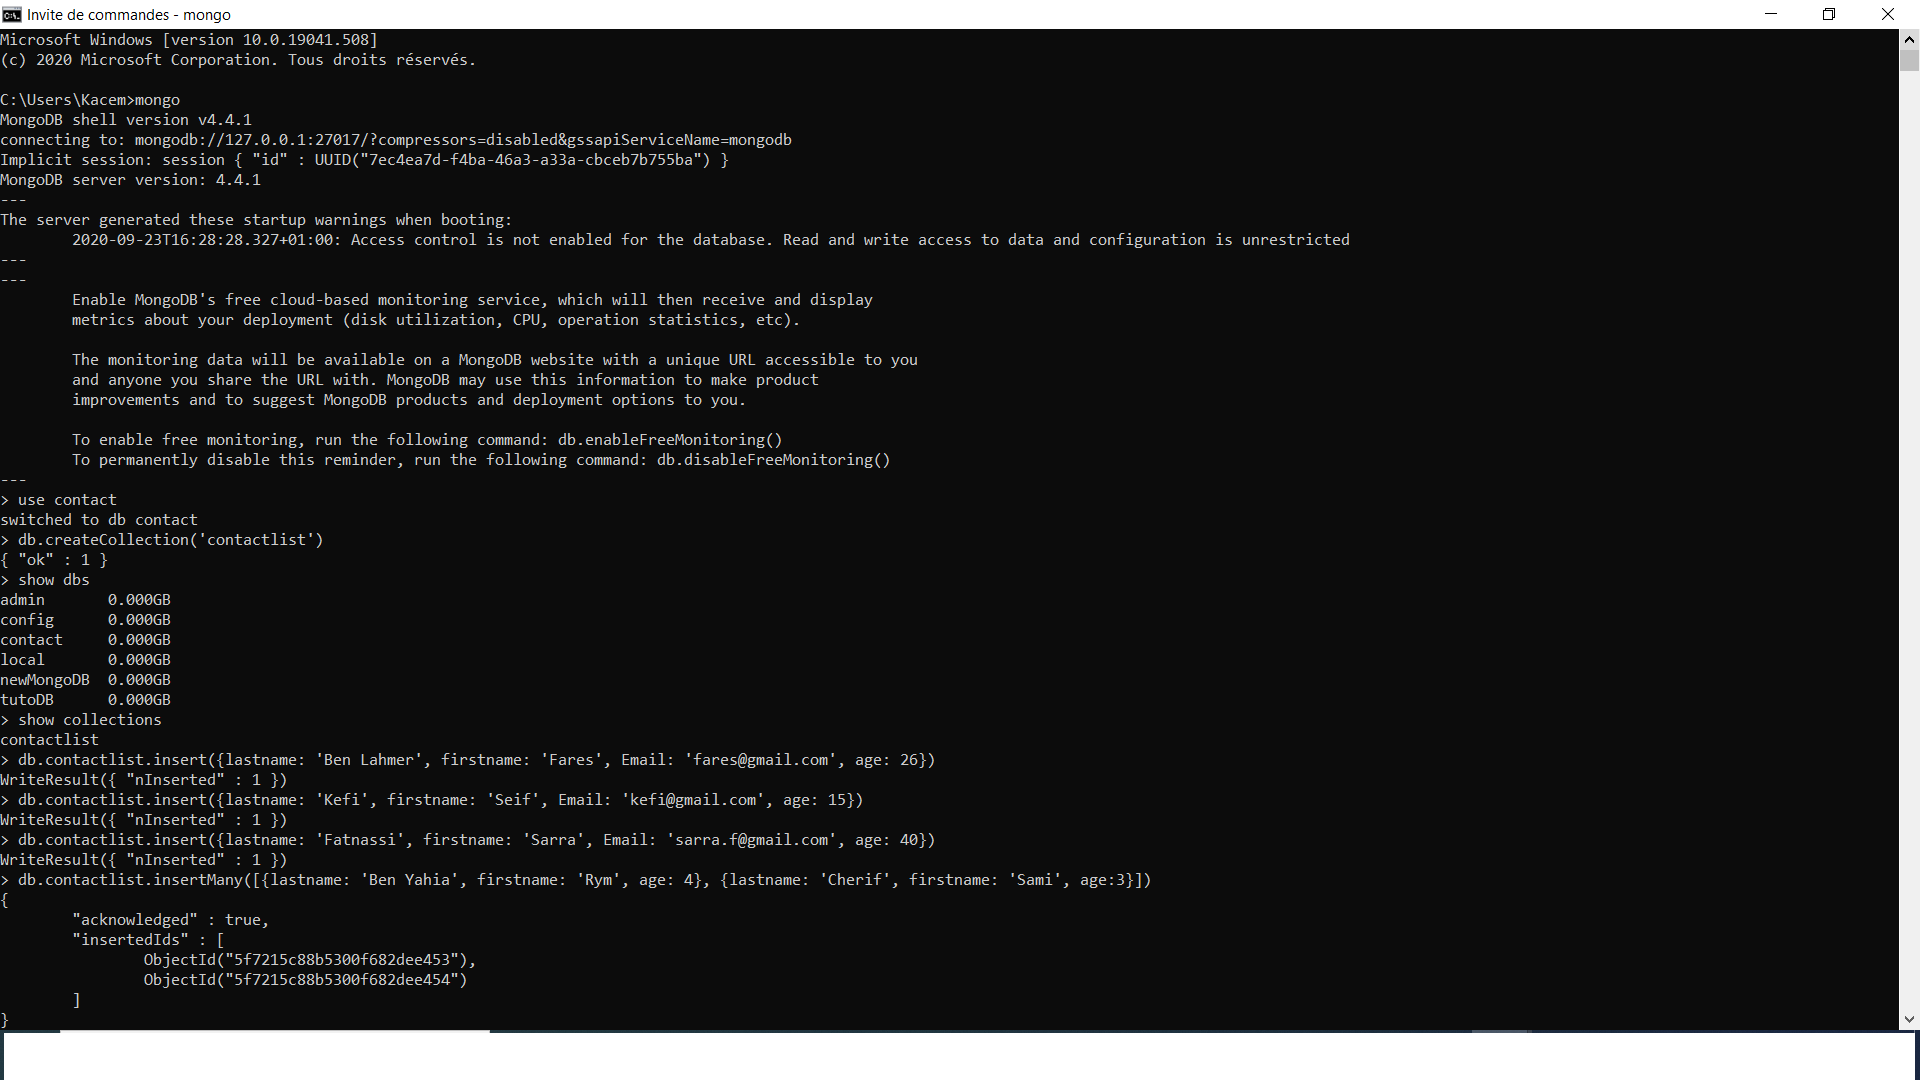 Invite de commandes - mongo
Microsoft Windows [version 10.0.19041.508]
(c) 2020 Microsoft Corporation. Tous droits réservés.
C:\Users\Kacem>mongo
MongoDB shell version v4.4.1
connecting to: mongodb://127.0.0.1:27017/?compressors=disabled&gssapiServiceName=mongodb
Implicit session: session { "id" : UUID("7ec4ea7d-f4ba-46a3-a33a-cbceb7b755ba") }
MongoDB server version: 4.4.1
---
The server generated these startup warnings when booting:
        2020-09-23T16:28:28.327+01:00: Access control is not enabled for the database. Read and write access to data and configuration is unrestricted
---
---
        Enable MongoDB's free cloud-based monitoring service, which will then receive and display
        metrics about your deployment (disk utilization, CPU, operation statistics, etc).
        The monitoring data will be available on a MongoDB website with a unique URL accessible to you
        and anyone you share the URL with. MongoDB may use this information to make product
        improvements and to suggest MongoDB products and deployment options to you.
        To enable free monitoring, run the following command: db.enableFreeMonitoring()
        To permanently disable this reminder, run the following command: db.disableFreeMonitoring()
---
> use contact
switched to db contact
> db.createCollection('contactlist')
{ "ok" : 1 }
> show dbs
admin       0.000GB
config      0.000GB
contact     0.000GB
local       0.000GB
newMongoDB  0.000GB
tutoDB      0.000GB
> show collections
contactlist
> db.contactlist.insert({lastname: 'Ben Lahmer', firstname: 'Fares', Email: 'fares@gmail.com', age: 26})
WriteResult({ "nInserted" : 1 })
> db.contactlist.insert({lastname: 'Kefi', firstname: 'Seif', Email: 'kefi@gmail.com', age: 15})
WriteResult({ "nInserted" : 1 })
> db.contactlist.insert({lastname: 'Fatnassi', firstname: 'Sarra', Email: 'sarra.f@gmail.com', age: 40})
WriteResult({ "nInserted" : 1 })
> db.contactlist.insertMany([{lastname: 'Ben Yahia', firstname: 'Rym', age: 4}, {lastname: 'Cherif', firstname: 'Sami', age:3}])
{
        "acknowledged" : true,
        "insertedIds" : [
                ObjectId("5f7215c88b5300f682dee453"),
                ObjectId("5f7215c88b5300f682dee454")
        ]
}